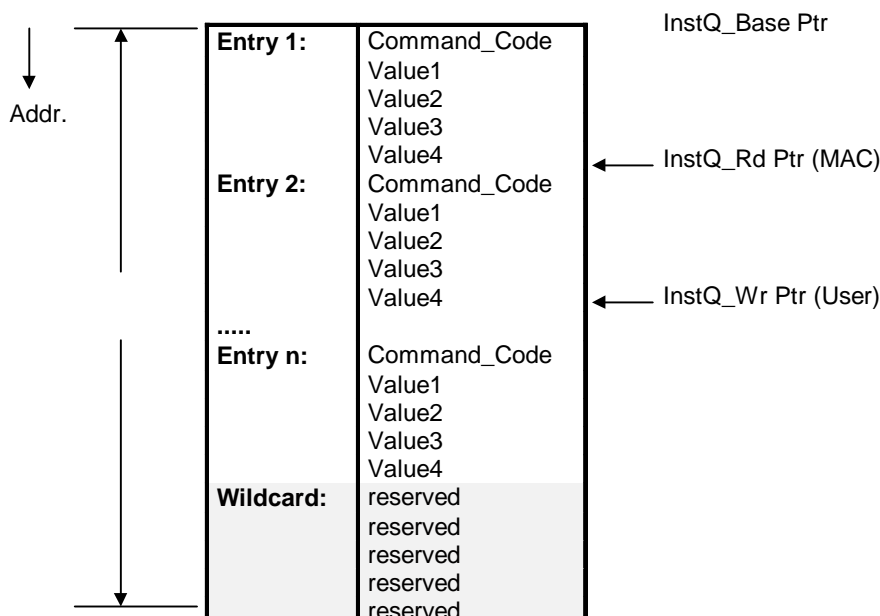 InstQ_Base Ptr
Entry 1: Command_Code
Value1
Addr. Value2
Value3
Value4 InstQ_Rd Ptr (MAC)
Entry 2: Command_Code
Value1
Value2
Value3
Value4 InstQ_Wr Ptr (User)
.....
Entry n: Command_Code
Value1
Value2
Value3
Value4
Wildcard: reserved
reserved
reserved
reserved
reserved